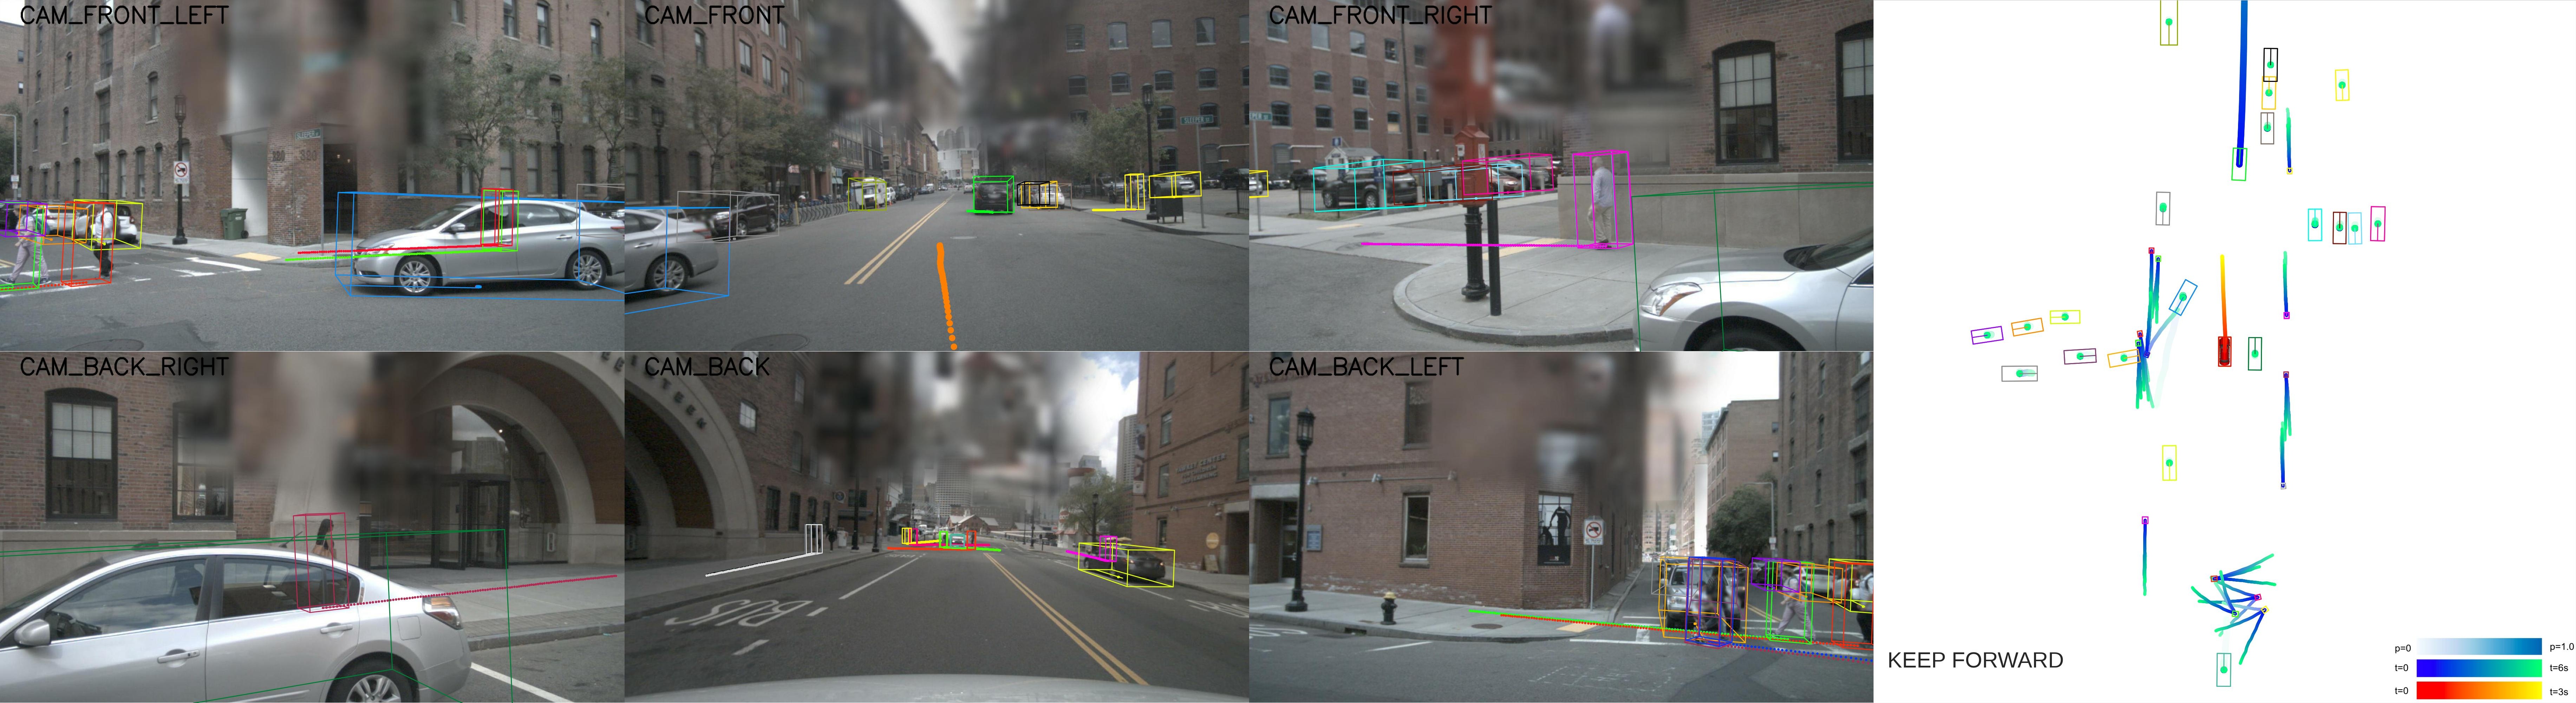 CAM_FRONT_LEFT
CAM_FRONT
CAM_FRONT_RIGHT
CAM_BACK_RIGHT
CAM_BACK
CAM_BACK_LEFT
BUS
KEEP FORWARD
p=0
p=1.0
t=0
t=6s
t=0
t=3s